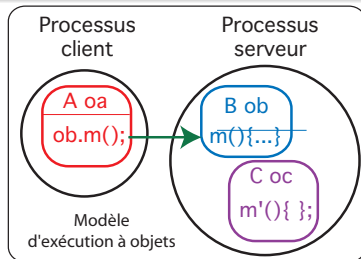 Processus
client
Processus
serveur
A oa
ob.m();
B ob
m(){...}
C oc
m'(){ };
Modèle
d'exécution à objets